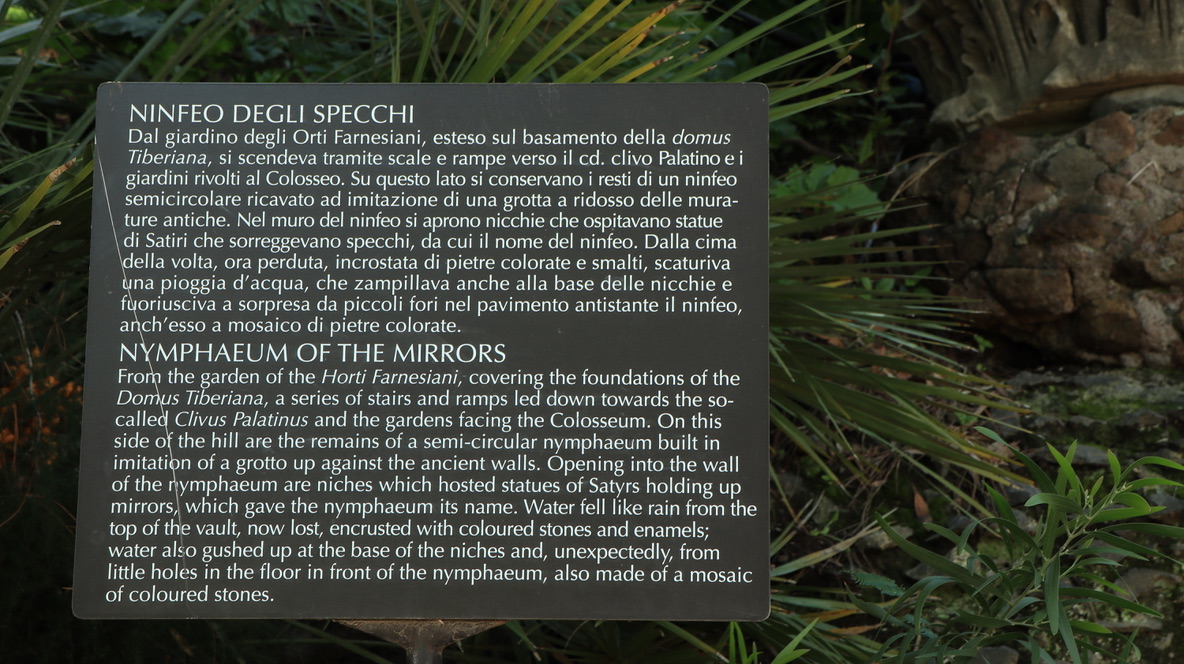 NINFEO DEGLI SPECCHI
Dal giardino degli Orti Farnesiani, esteso sul basamento della domus
Tiberiana, si scendeva tramite scale e rampe verso il cd. clivo Palatino e i
giardini rivolti al Colosseo. Su questo lato si conservano i resti di un ninfeo
semicircolare ricavato ad imitazione di una grotta a ridosso delle mura-
ture antiche. Nel muro del ninfeo si aprono nicchie che ospitavano statue
di Satiri che sorreggevano specchi, da cui il nome del ninfeo. Dalla cima
della volta, ora perduta, incrostata di pietre colorate e smalti, scaturiva
una pioggia d'acqua, che zampillava anche alla base delle nicchie e
fuoriusciva a sorpresa da piccoli fori nel pavimento antistante il ninfeo,
anch'esso a mosaico di pietre colorate.
NYMPHAEUM OF THE MIRRORS
From the garden of the Horti Farnesiani, covering the foundations of the
Domus Tiberiana, a series of stairs and ramps led down towards the so-
called Clivus Palatinus and the gardens facing the Colosseum. On this
side of the hill are the remains of a semi-circular nymphaeum built in
imitation of a grotto up against the ancient walls. Opening into the wall
of the nymphaeum are niches which hosted statues of Satyrs holding up
mirrors, which gave the nymphaeum its name. Water fell like rain from the
top of the vault, now lost, encrusted with coloured stones and enamels;
water also gushed up at the base of the niches and, unexpectedly, from
little holes in the floor in front of the nymphaeum, also made of a mosaic
of coloured stones.